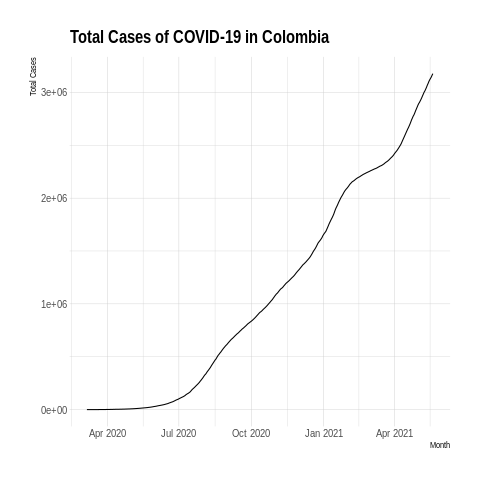 Total Cases of COVID-19 in Colombia
Total Cases
3e+06
2e+06
1e+06
0e+00
Apr 2020 Jul 2020 Oct 2020 Jan 2021 Apr 2021
Month